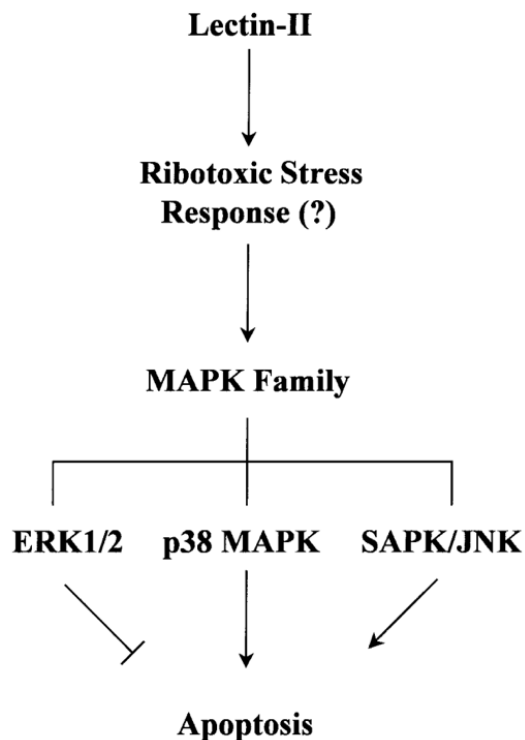 Lectin-II
Ribotoxic Stress
Response (?)
MAPK Family
ERK1/2 p38 MAPK SAPK/JNK
Apoptosis